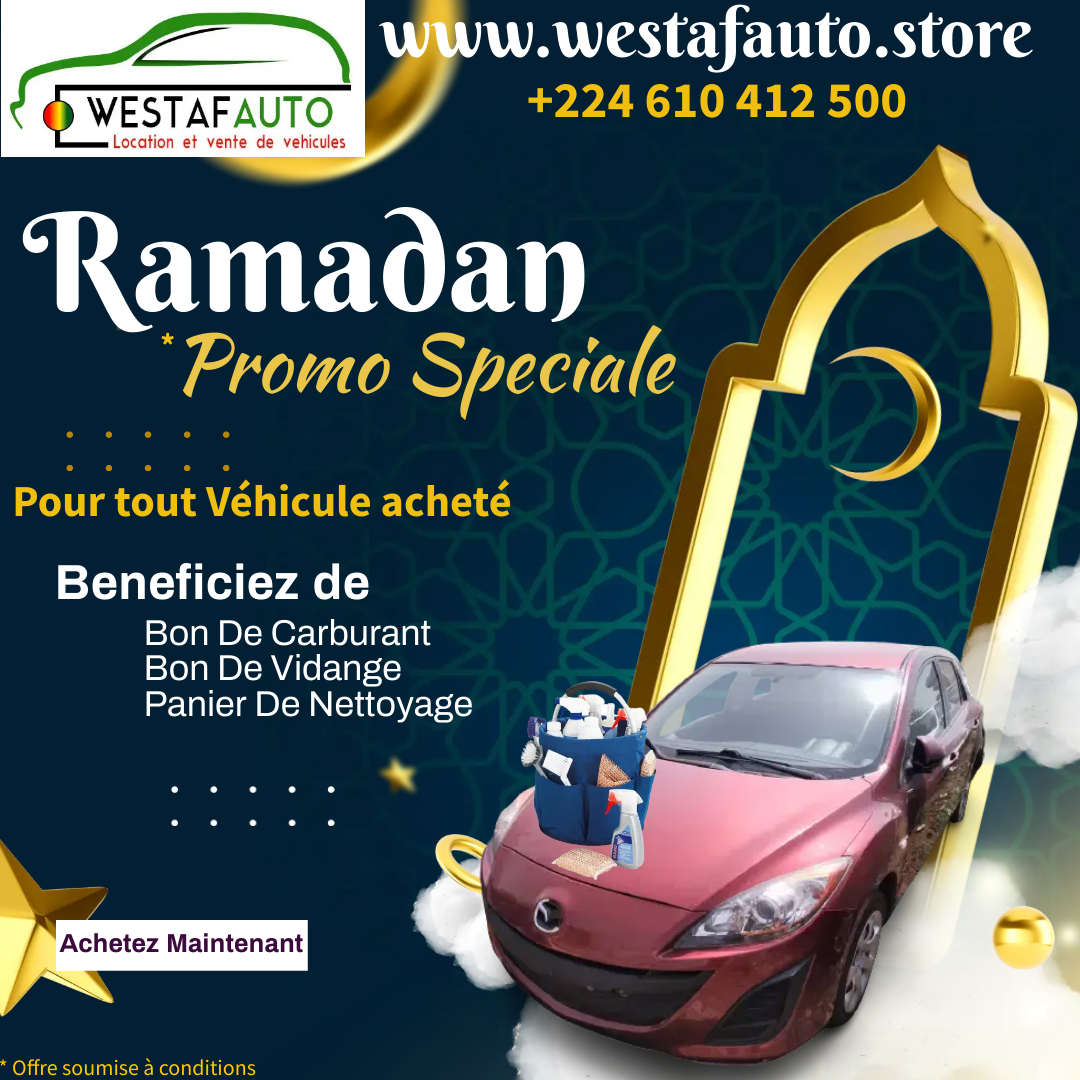 WESTAFAUTO
Location et vente de vehicules
www.westafauto.store
+224 610 412 500
Ramadan
*Promo Speciale
Pour tout Véhicule acheté
Beneficiez de
Bon De Carburant
Bon De Vidange
Panier De Nettoyage
Achetez Maintenant
* Offre soumise à conditions